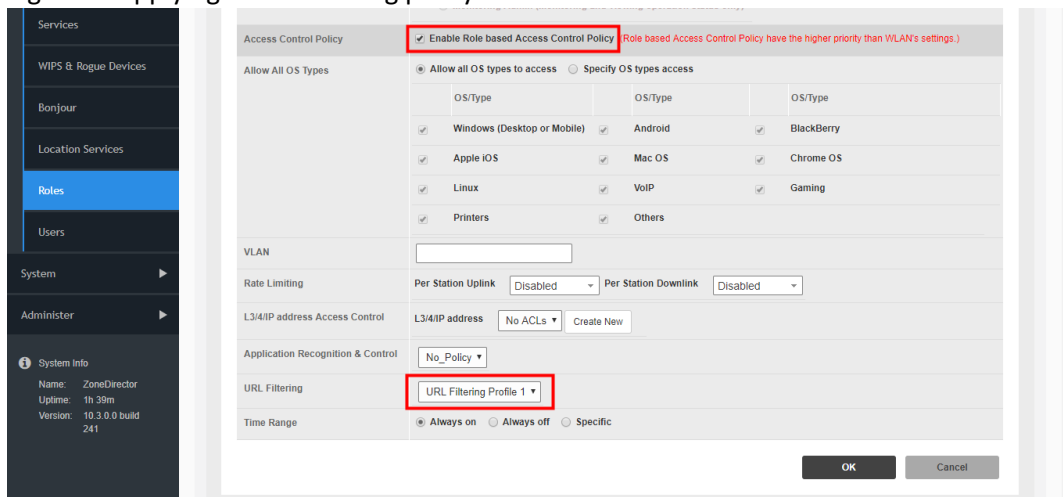 Services
WIPS & Rogue Devices
Bonjour
Location Services
Roles
Users
System
Administer
System Info
Name: ZoneDirector
Uptime: 1h 39m
Version: 10.3.0.0 build
241
Access Control Policy
Enable Role based Access Control Policy (Role based Access Control Policy have the higher priority than WLAN's settings.)
Allow All OS Types
Allow all OS types to access Specify OS types access
OS/Type OS/Type OS/Type
Windows (Desktop or Mobile) Android BlackBerry
Apple iOS Mac OS Chrome OS
Linux VoIP Gaming
Printers Others
VLAN
Rate Limiting Per Station Uplink Disabled Per Station Downlink Disabled
L3/4/IP address Access Control L3/4/IP address No ACLs Create New
Application Recognition & Control No_Policy
URL Filtering URL Filtering Profile 1
Time Range Always on Always off Specific
OK Cancel